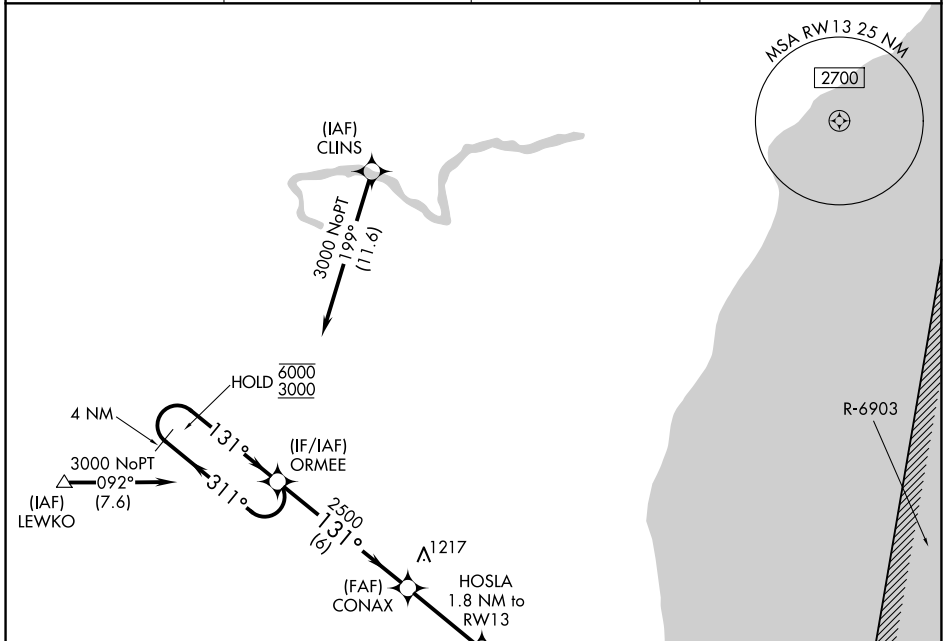 MSA RW13 25 NM
2700
(IAF)
CLINS
3000 NoPT
199°
(11.6)
HOLD 6000
3000
4 NM
131°
(IF/IAF)
ORMEE
R-6903
3000 NoPT
092°
(7.6)
311°
(IAF)
LEWKO
2500
131°
(6)
1217
(FAF)
CONAX
HOSLA
1.8 NM to
RW13